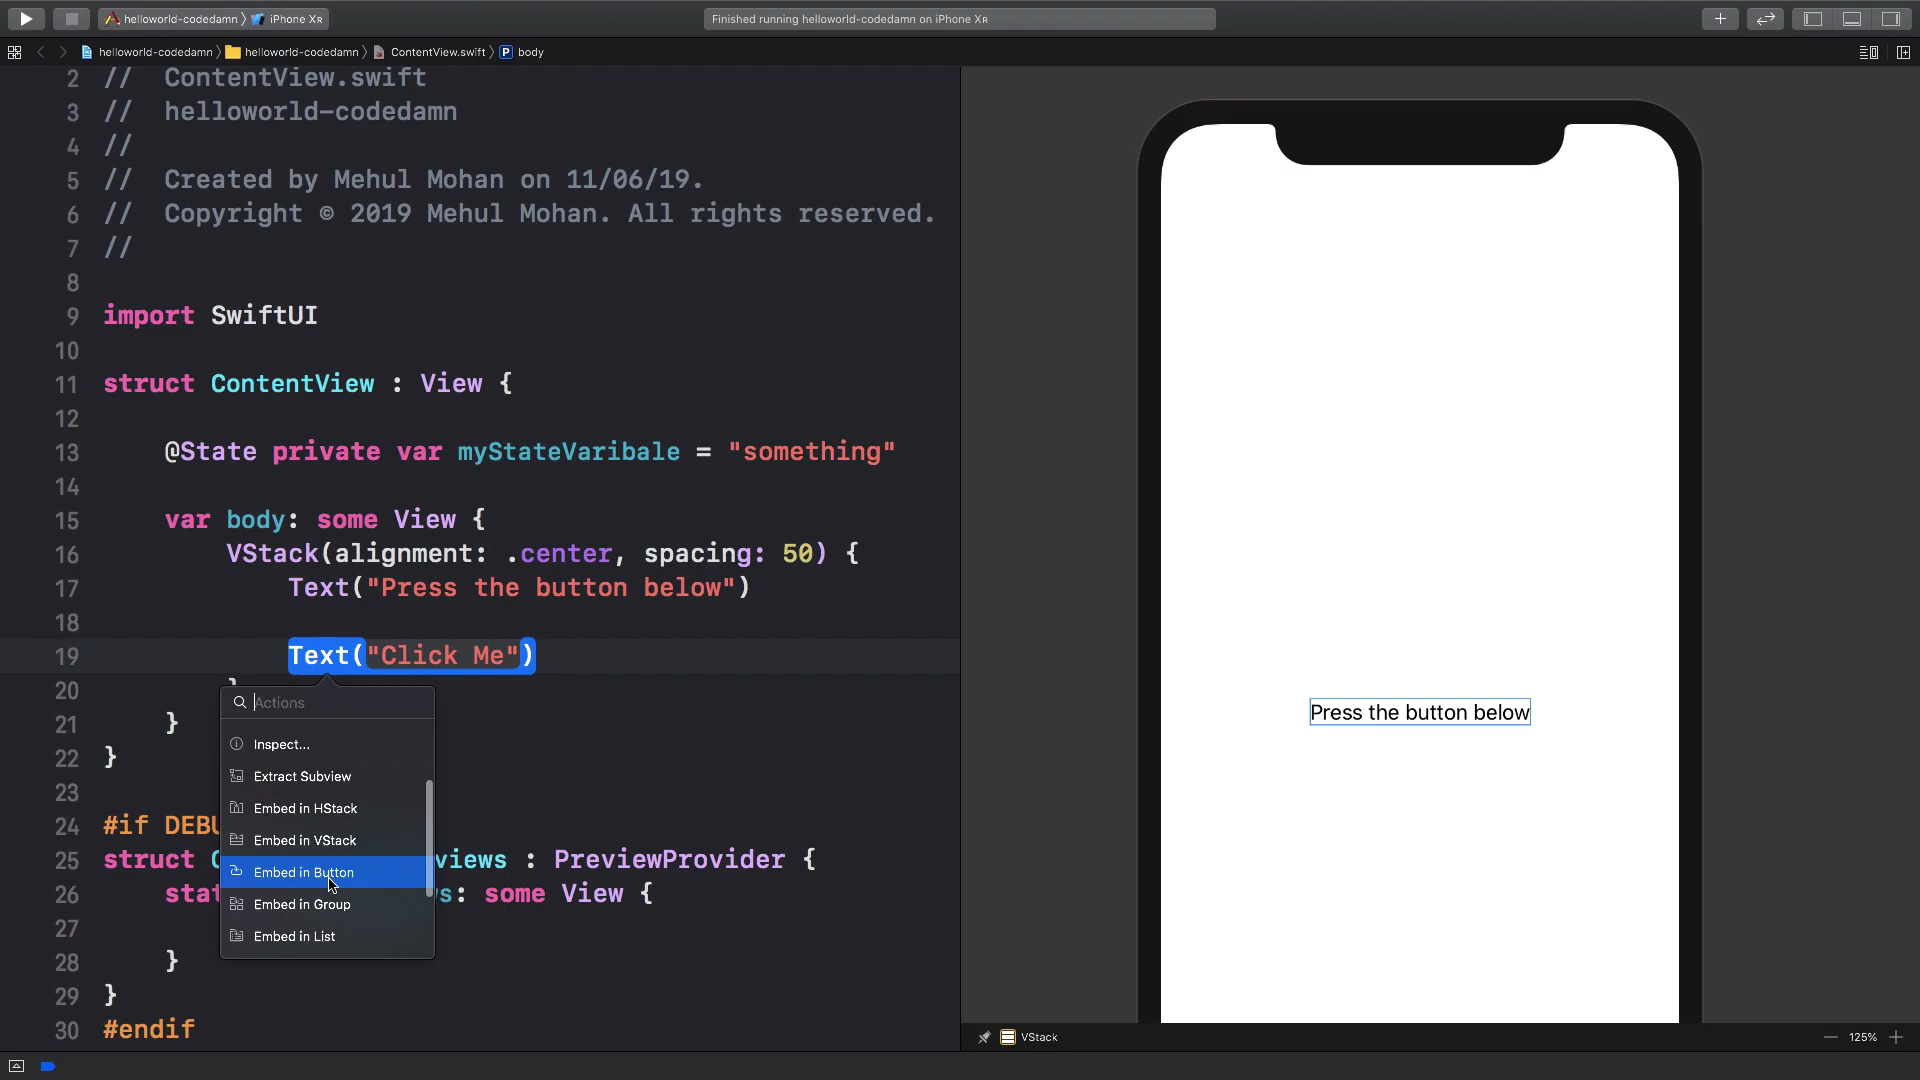 helloworld-codedamn 〉 iPhone XR
Finished running helloworld-codedamn on iPhone XR
helloworld-codedamn 〉 helloworld-codedamn 〉 ContentView.swift 〉 P body
2 //  ContentView.swift
3 //  helloworld-codedamn
4 //
5 //  Created by Mehul Mohan on 11/06/19.
6 //  Copyright © 2019 Mehul Mohan. All rights reserved.
7 //
8
9 import SwiftUI
10
11 struct ContentView : View {
12
13     @State private var myStateVaribale = "something"
14
15     var body: some View {
16         VStack(alignment: .center, spacing: 50) {
17             Text("Press the button below")
18
19             Text("Click Me")
20         }
21     }
22 }
23
24 #if DEBU
25 struct C views : PreviewProvider {
26     stat s: some View {
27
28     }
29 }
30 #endif
Actions
Inspect...
Extract Subview
Embed in HStack
Embed in VStack
Embed in Button
Embed in Group
Embed in List
Press the button below
VStack
125%